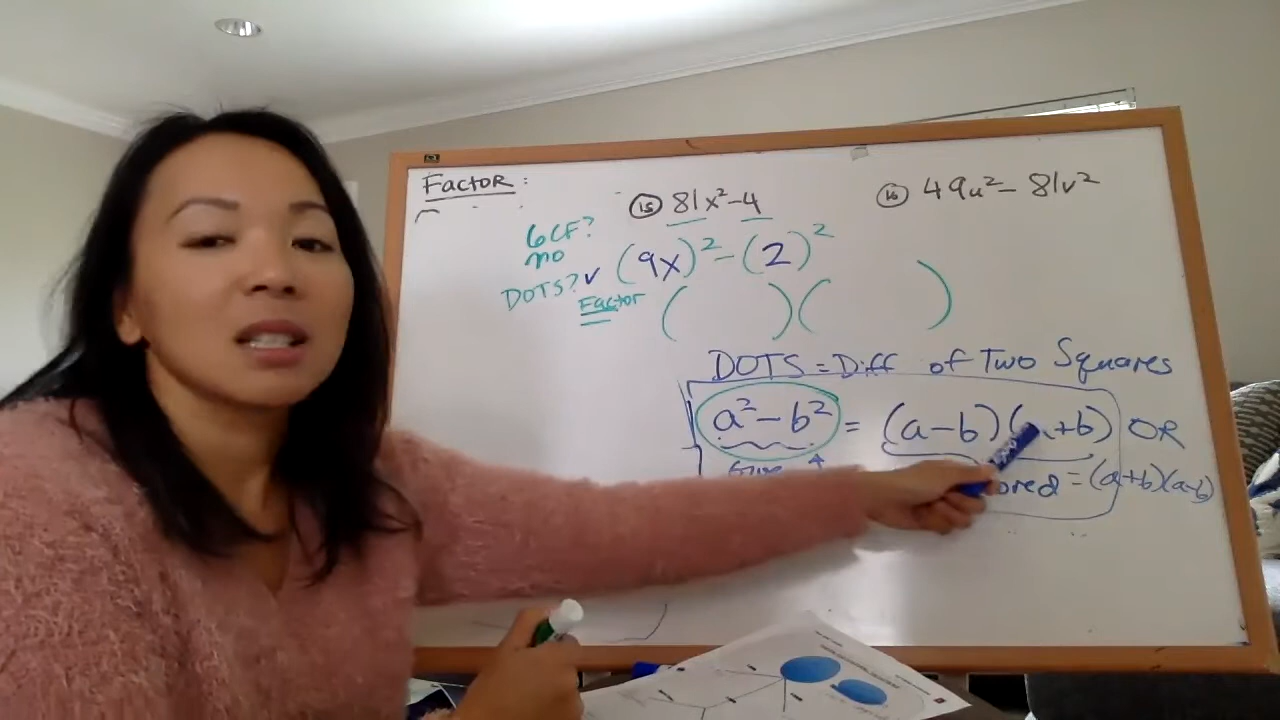 Factor:
⑮ 81x²-4
⑯ 49u²-81v²
GCF?
no
(9x)²-(2)²
DOTS?✓
Factor
( )( )
DOTS = Diff of Two Squares
a²-b² = (a-b)( +b) OR
=(a+b)(a-b)